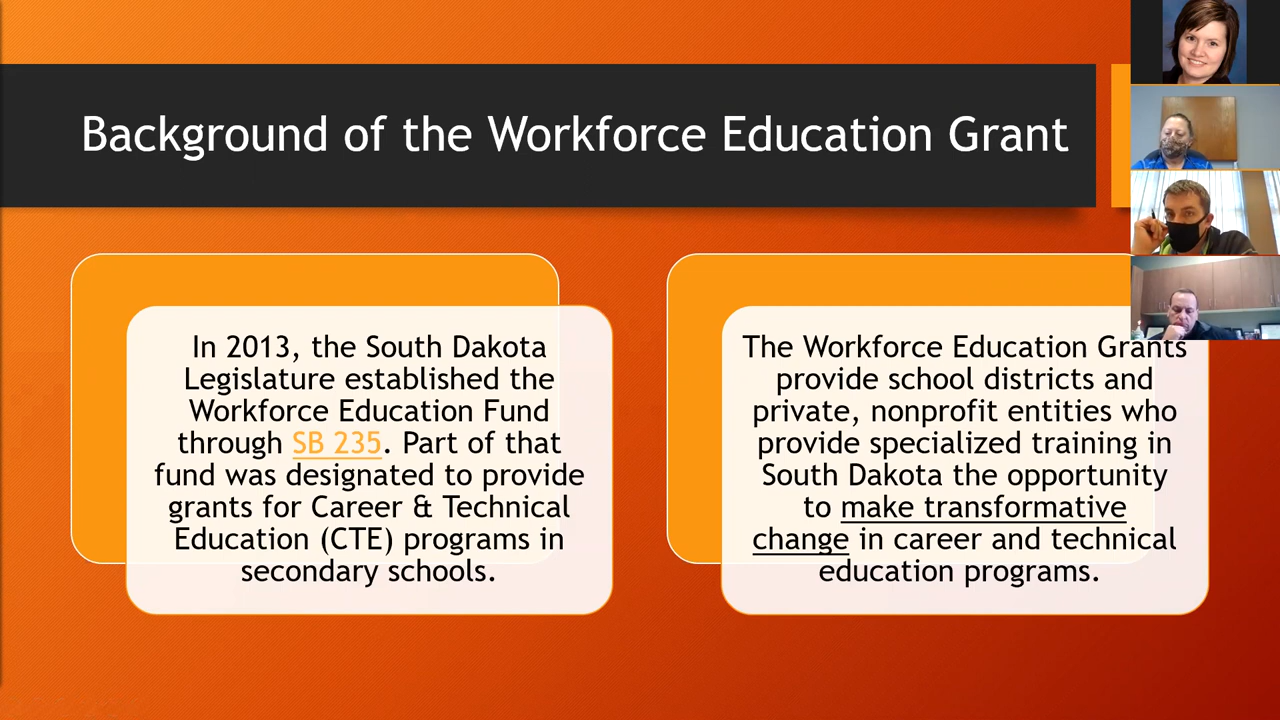 Background of the Workforce Education Grant
In 2013, the South Dakota
Legislature established the
Workforce Education Fund
through SB 235. Part of that
fund was designated to provide
grants for Career & Technical
Education (CTE) programs in
secondary schools.
The Workforce Education Grants
provide school districts and
private, nonprofit entities who
provide specialized training in
South Dakota the opportunity
to make transformative
change in career and technical
education programs.